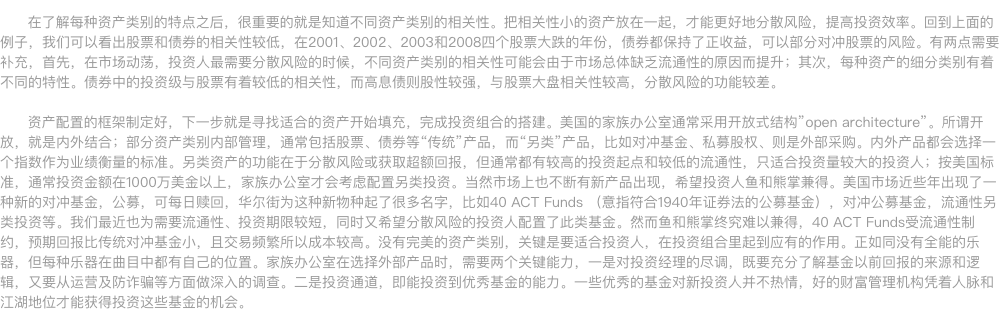 在了解每种资产类别的特点之后，很重要的就是知道不同资产类别的相关性。把相关性小的资产放在一起，才能更好地分散风险，提高投资效率。回到上面的
例子，我们可以看出股票和债券的相关性较低，在2001、2002、2003和2008四个股票大跌的年份，债券都保持了正收益，可以部分对冲股票的风险。有两点需要
补充，首先，在市场动荡，投资人最需要分散风险的时候，不同资产类别的相关性可能会由于市场总体缺乏流通性的原因而提升；其次，每种资产的细分类别有着
不同的特性。债券中的投资级与股票有着较低的相关性，而高息债则股性较强，与股票大盘相关性较高，分散风险的功能较差。
资产配置的框架制定好，下一步就是寻找适合的资产开始填充，完成投资组合的搭建。美国的家族办公室通常采用开放式结构”open architecture”。所谓开
放，就是内外结合；部分资产类别内部管理，通常包括股票、债券等“传统”产品，而“另类”产品，比如对冲基金、私募股权、则是外部采购。内外产品都会选择一
个指数作为业绩衡量的标准。另类资产的功能在于分散风险或获取超额回报，但通常都有较高的投资起点和较低的流通性，只适合投资量较大的投资人；按美国标
准，通常投资金额在1000万美金以上，家族办公室才会考虑配置另类投资。当然市场上也不断有新产品出现，希望投资人鱼和熊掌兼得。美国市场近些年出现了一
种新的对冲基金，公募，可每日赎回，华尔街为这种新物种起了很多名字，比如40 ACT Funds （意指符合1940年证券法的公募基金），对冲公募基金，流通性另
类投资等。我们最近也为需要流通性、投资期限较短，同时又希望分散风险的投资人配置了此类基金。然而鱼和熊掌终究难以兼得，40 ACT Funds受流通性制
约，预期回报比传统对冲基金小，且交易频繁所以成本较高。没有完美的资产类别，关键是要适合投资人，在投资组合里起到应有的作用。正如同没有全能的乐
器，但每种乐器在曲目中都有自己的位置。家族办公室在选择外部产品时，需要两个关键能力，一是对投资经理的尽调，既要充分了解基金以前回报的来源和逻
辑，又要从运营及防诈骗等方面做深入的调查。二是投资通道，即能投资到优秀基金的能力。一些优秀的基金对新投资人并不热情，好的财富管理机构凭着人脉和
江湖地位才能获得投资这些基金的机会。